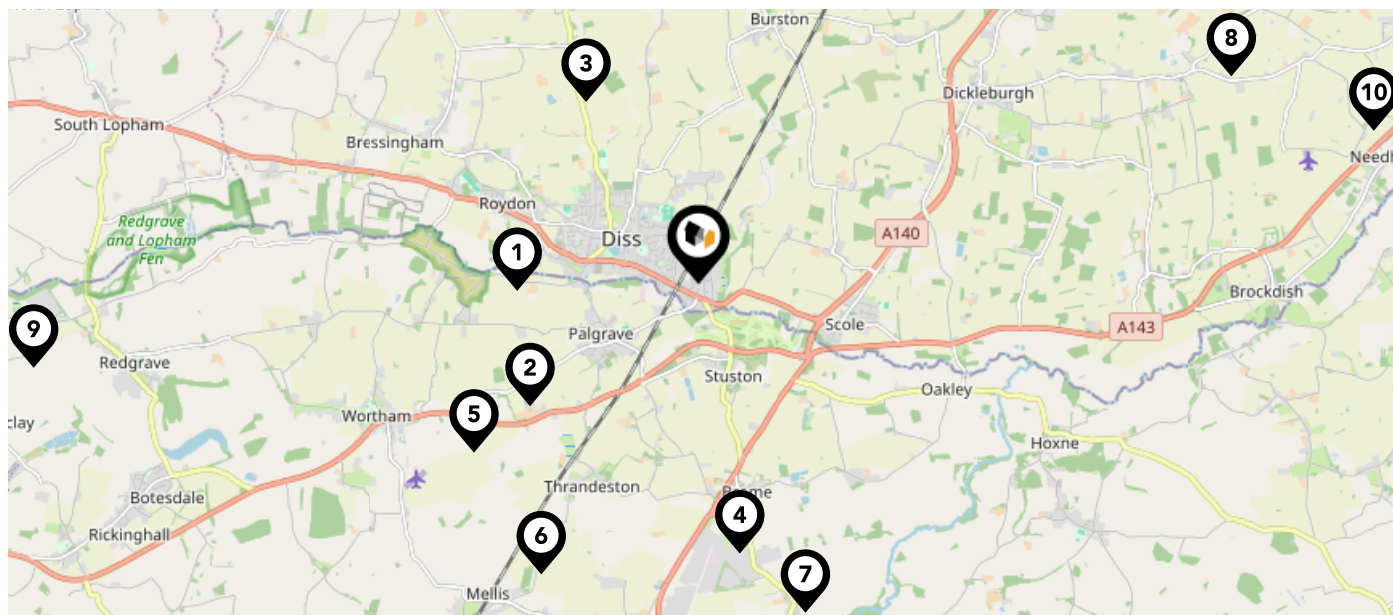 Burston
8
3
10
Dickleburgh
South Lopham
Bressingham
Needh
Roydon
Redgrave
and Lopham
Fen
Diss
A140
1
Brockdish
9
Scole
A143
Palgrave
Redgrave
2
Stuston
Oakley
5
Wortham
clay
Hoxne
Thrandeston
Botesdale
4
Rickinghall
6
7
Mellis